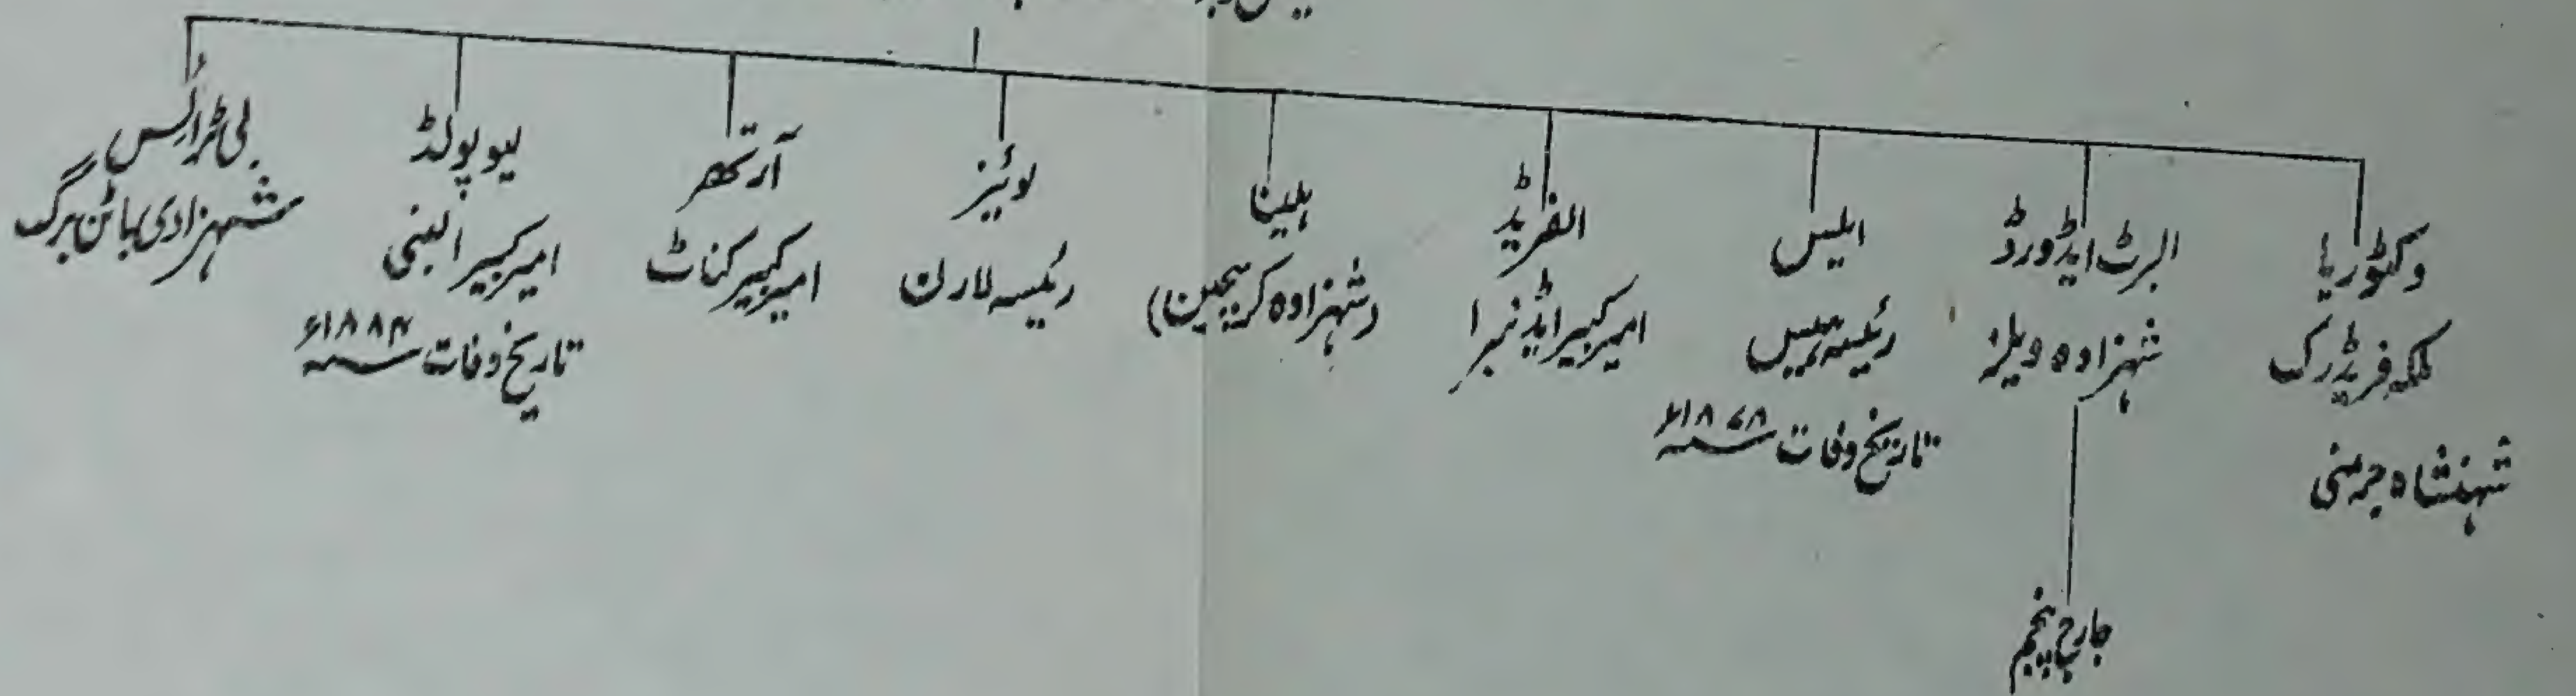 وکٹوریا
ملکہ فریڈرک
شہنشاہ جرمنی
البرٹ ایڈورڈ
شہزادہ ویلز
جارج پنجم
ایلس
رئیسہ ہیس
تاریخ وفات ۱۸۷۸ء
الفریڈ
امیر کبیر اڈنبرا
ہلینا
(شہزادہ کرسچین)
لوئیز
رئیسہ لارن
آرتھر
امیر کبیر کناٹ
لیوپولڈ
امیر کبیر البنی
تاریخ وفات ۱۸۸۴ء
بی ٹرائس
شہزادی باٹن برگ